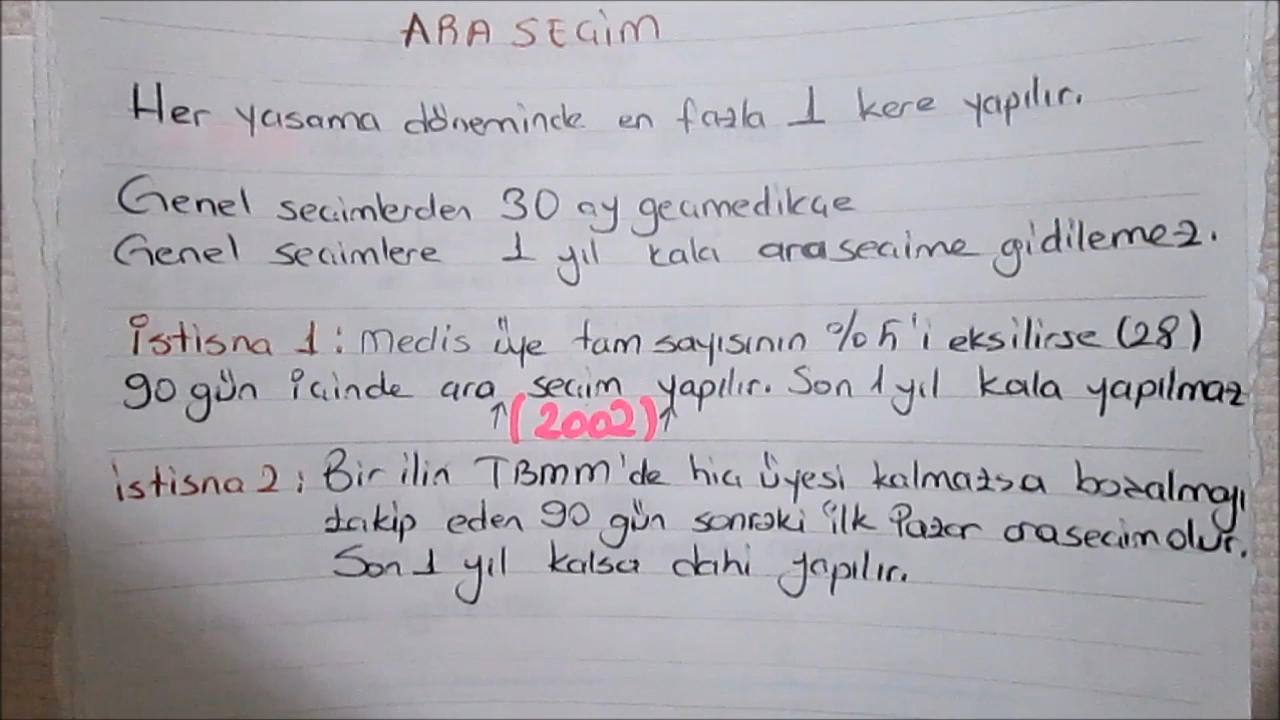 ARA SEÇİM
Her yasama döneminde en fazla 1 kere yapılır.
Genel seçimlerden 30 ay geçmedikçe
Genel seçimlere 1 yıl kala araseçime gidilemez.
İstisna 1: Meclis üye tam sayısının %5'i eksilirse (28)
90 gün içinde ara seçim yapılır. Son 1 yıl kala yapılmaz
↑(2002)↑
istisna 2: Bir ilin TBMM'de hiç üyesi kalmazsa bozalmayı
takip eden 90 gün sonraki ilk Pazar araseçim olur.
Son 1 yıl kalsa dahi yapılır.